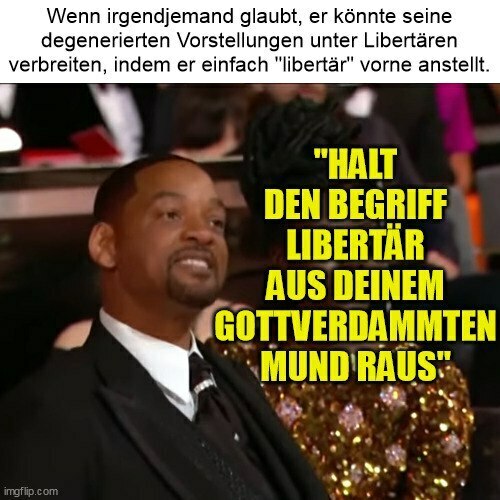 Wenn irgendjemand glaubt, er könnte seine
degenerierten Vorstellungen unter Libertären
verbreiten, indem er einfach "libertär" vorne anstellt.
"HALT
DEN BEGRIFF
LIBERTÄR
AUS DEINEM
GOTTVERDAMMTEN
MUND RAUS"
imgflip.com